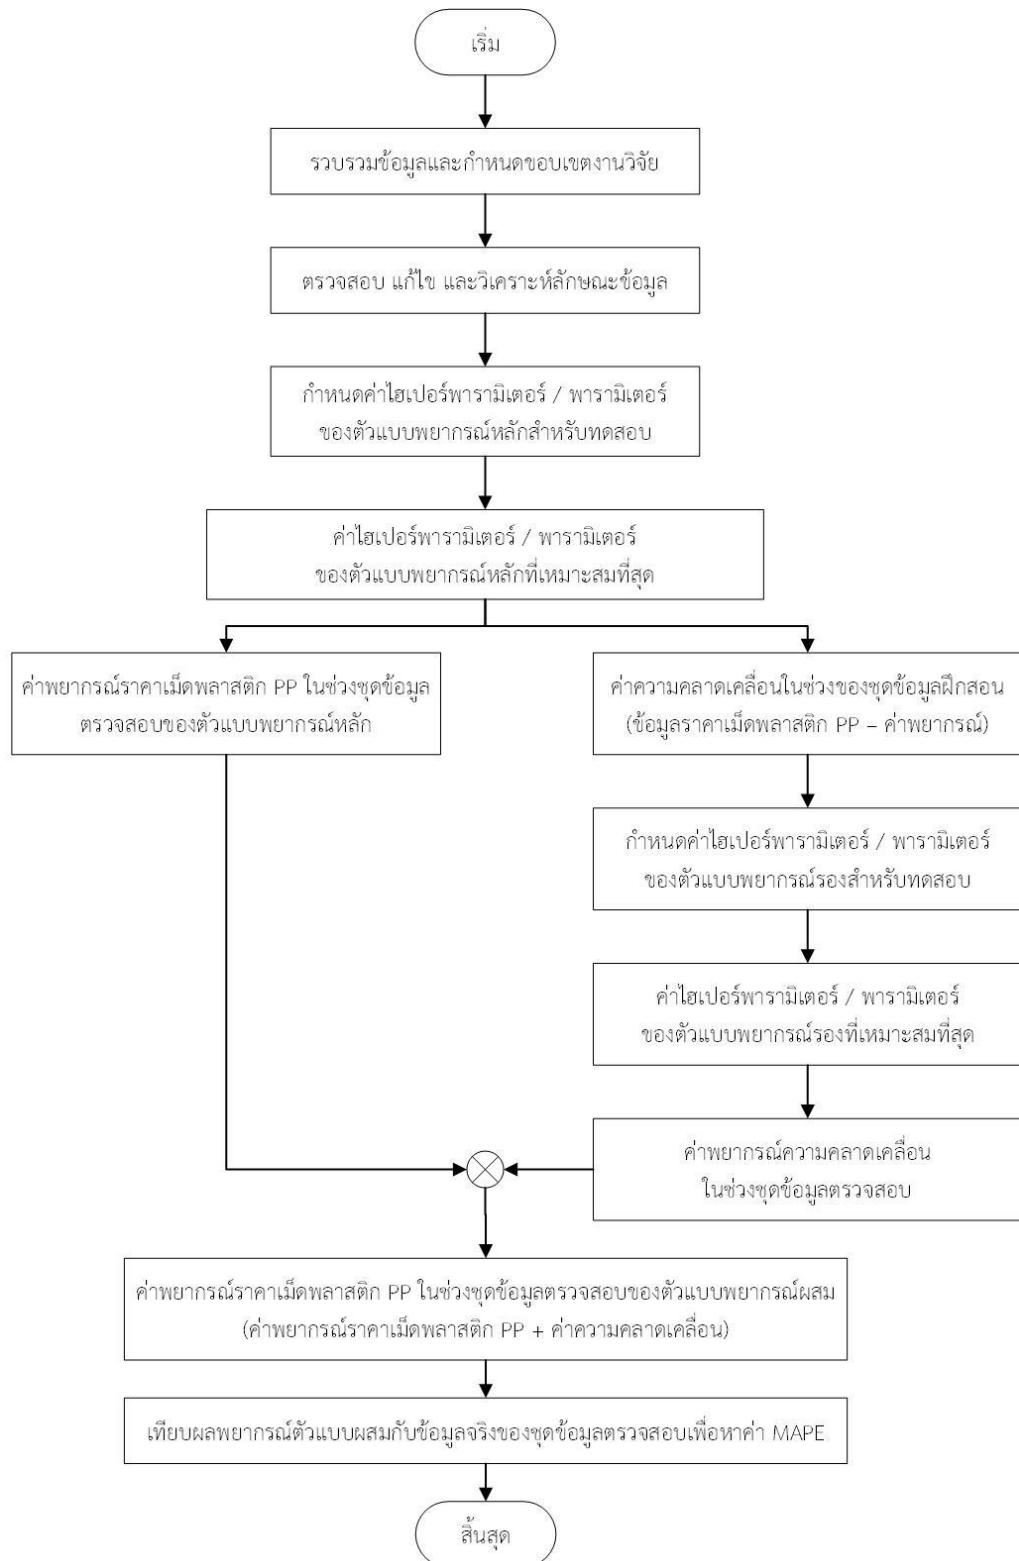 เริ่ม
รวบรวมข้อมูลและกำหนดขอบเขตงานวิจัย
ตรวจสอบ แก้ไข และวิเคราะห์ลักษณะข้อมูล
กำหนดค่าไฮเปอร์พารามิเตอร์ / พารามิเตอร์
ของตัวแบบพยากรณ์หลักสำหรับทดสอบ
ค่าไฮเปอร์พารามิเตอร์ / พารามิเตอร์
ของตัวแบบพยากรณ์หลักที่เหมาะสมที่สุด
ค่าพยากรณ์ราคาเม็ดพลาสติก PP ในช่วงชุดข้อมูล
ตรวจสอบของตัวแบบพยากรณ์หลัก
ค่าความคลาดเคลื่อนในช่วงของชุดข้อมูลฝึกสอน
(ข้อมูลราคาเม็ดพลาสติก PP – ค่าพยากรณ์)
กำหนดค่าไฮเปอร์พารามิเตอร์ / พารามิเตอร์
ของตัวแบบพยากรณ์รองสำหรับทดสอบ
ค่าไฮเปอร์พารามิเตอร์ / พารามิเตอร์
ของตัวแบบพยากรณ์รองที่เหมาะสมที่สุด
ค่าพยากรณ์ความคลาดเคลื่อน
ในช่วงชุดข้อมูลตรวจสอบ
ค่าพยากรณ์ราคาเม็ดพลาสติก PP ในช่วงชุดข้อมูลตรวจสอบของตัวแบบพยากรณ์ผสม
(ค่าพยากรณ์ราคาเม็ดพลาสติก PP + ค่าความคลาดเคลื่อน)
เทียบผลพยากรณ์ตัวแบบผสมกับข้อมูลจริงของชุดข้อมูลตรวจสอบเพื่อหาค่า MAPE
สิ้นสุด